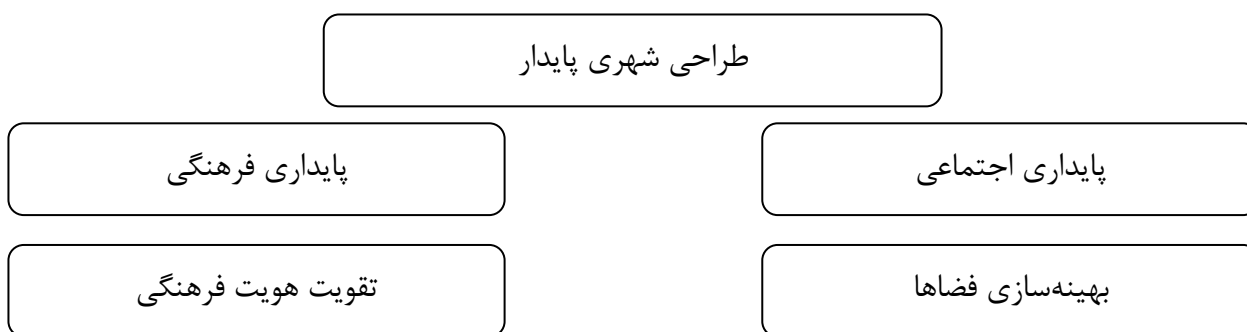 طراحی شهری پایدار
پایداری اجتماعی
پایداری فرهنگی
بهینه‌سازی فضاها
تقویت هویت فرهنگی